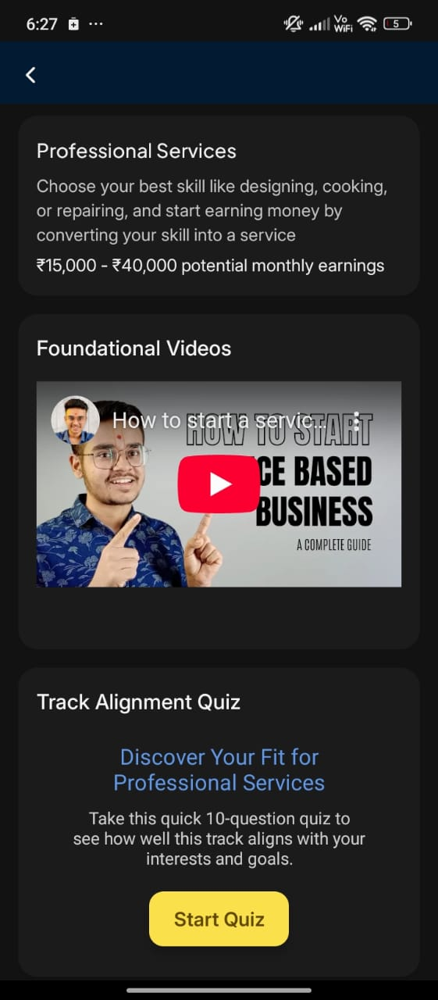 6:27
Vo
WiFi
5
Professional Services
Choose your best skill like designing, cooking,
or repairing, and start earning money by
converting your skill into a service
₹15,000 - ₹40,000 potential monthly earnings
Foundational Videos
How to start a servic...
HOW TO START
CE BASED
BUSINESS
A COMPLETE GUIDE
Track Alignment Quiz
Discover Your Fit for
Professional Services
Take this quick 10-question quiz to
see how well this track aligns with your
interests and goals.
Start Quiz